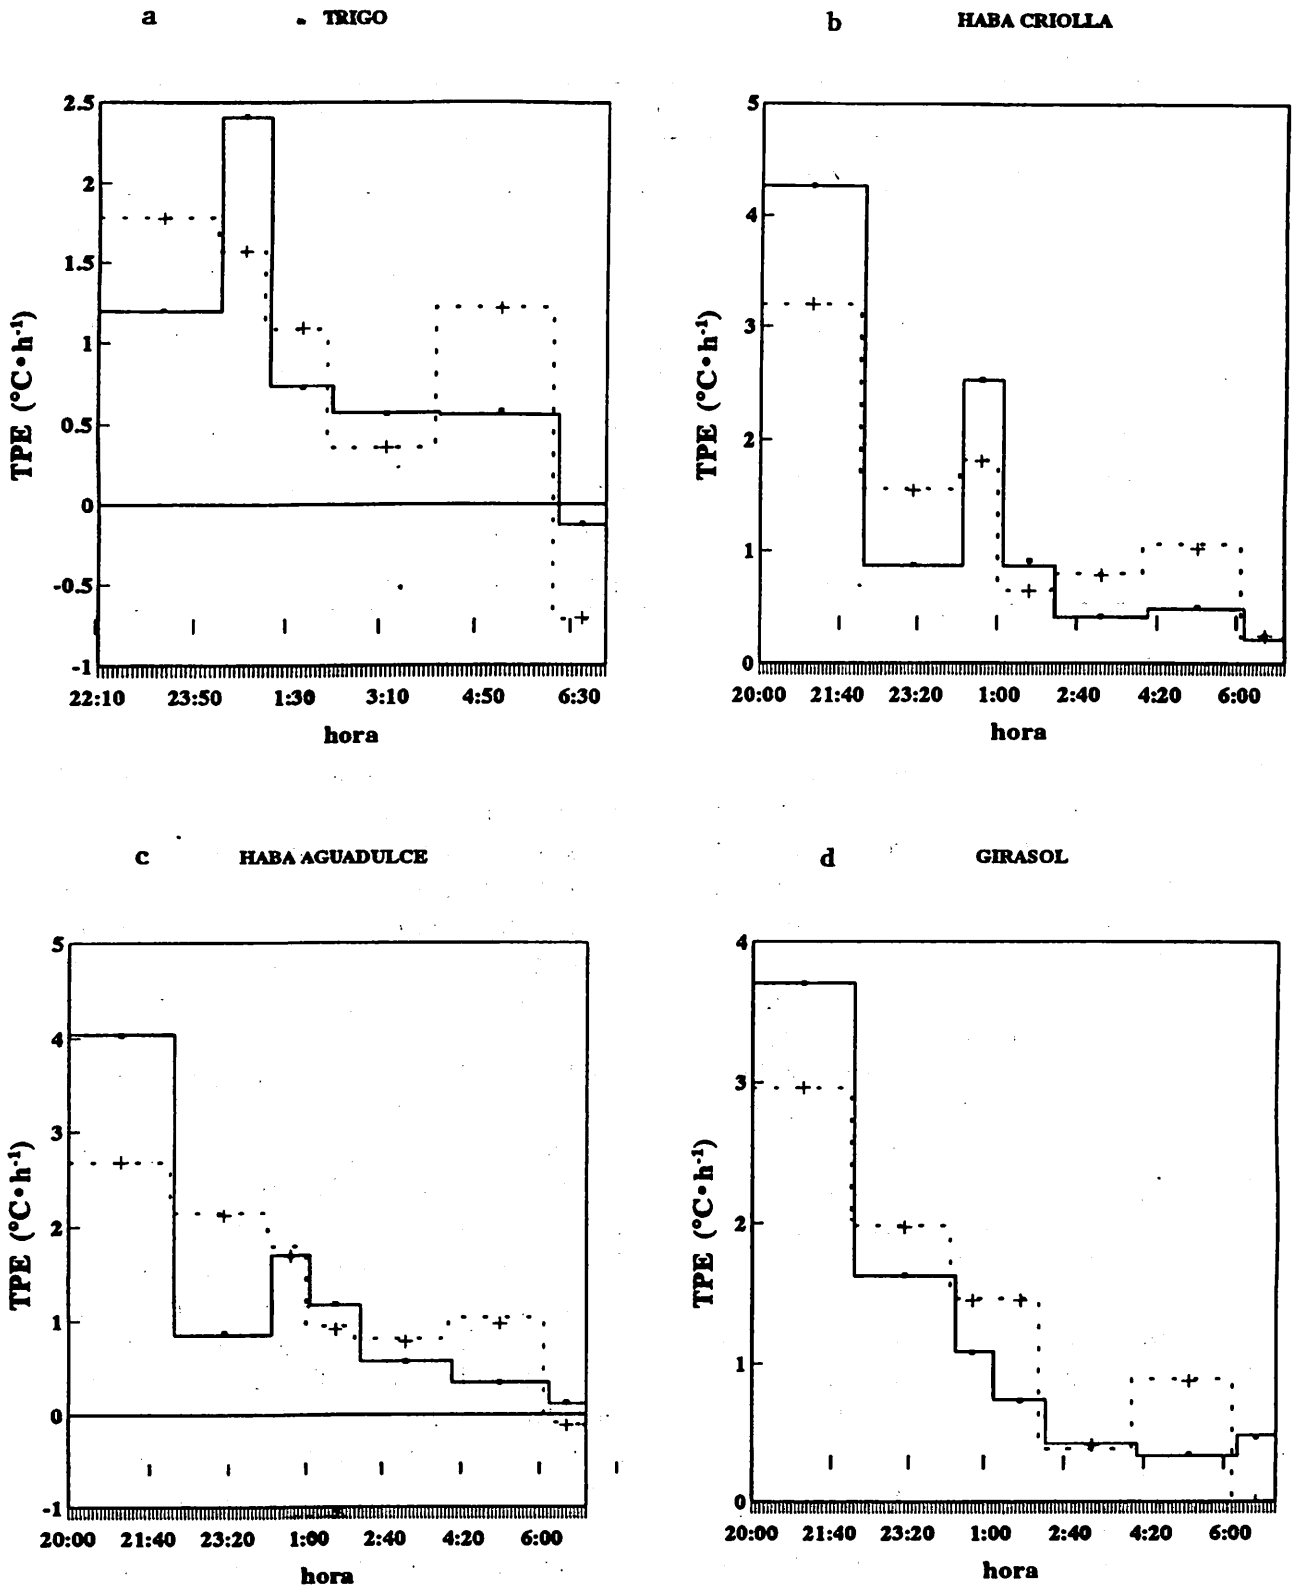 a TRIGO
b HABA CRIOLLA
2.5
2
1.5
1
0.5
0
-0.5
-1
TPE (°C•h⁻¹)
22:10 23:50 1:30 3:10 4:50 6:30
hora
5
4
3
2
1
0
TPE (°C•h⁻¹)
20:00 21:40 23:20 1:00 2:40 4:20 6:00
hora
c HABA AGUADULCE
d GIRASOL
5
4
3
2
1
0
-1
TPE (°C•h⁻¹)
20:00 21:40 23:20 1:00 2:40 4:20 6:00
hora
4
3
2
1
0
TPE (°C•h⁻¹)
20:00 21:40 23:20 1:00 2:40 4:20 6:00
hora